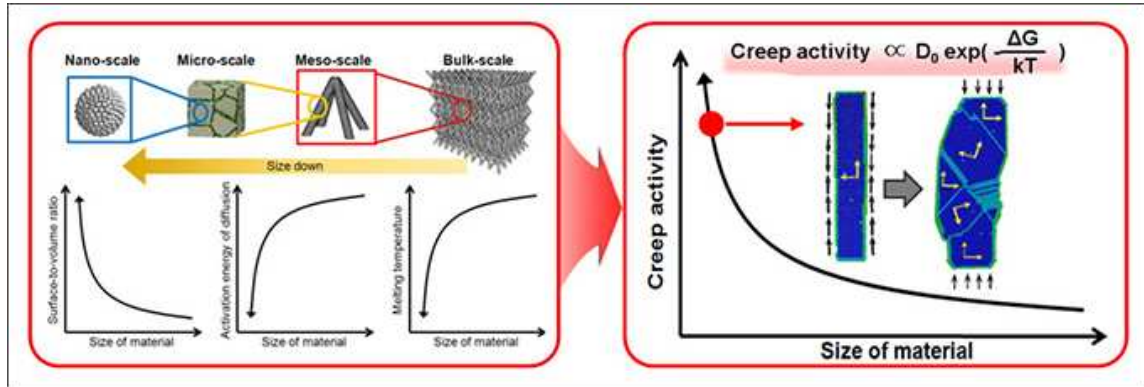 Nano-scale Micro-scale Meso-scale Bulk-scale
Size down
Surface-to-volume ratio
Size of material
Activation energy of diffusion
Size of material
Melting temperature
Size of material
Creep activity ∝ D₀ exp(-ΔG/kT)
Creep activity
Size of material